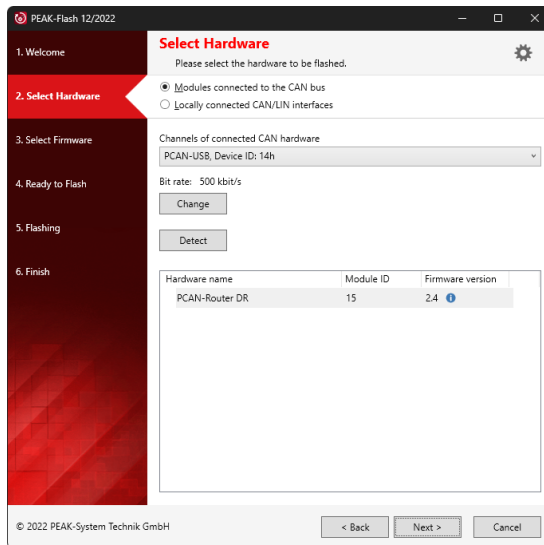 PEAK-Flash 12/2022
1. Welcome
2. Select Hardware
3. Select Firmware
4. Ready to Flash
5. Flashing
6. Finish
Select Hardware
Please select the hardware to be flashed.
Modules connected to the CAN bus
Locally connected CAN/LIN interfaces
Channels of connected CAN hardware
PCAN-USB, Device ID: 14h
Bit rate: 500 kbit/s
Change
Detect
Hardware name Module ID Firmware version
PCAN-Router DR 15 2.4
© 2022 PEAK-System Technik GmbH
< Back Next > Cancel